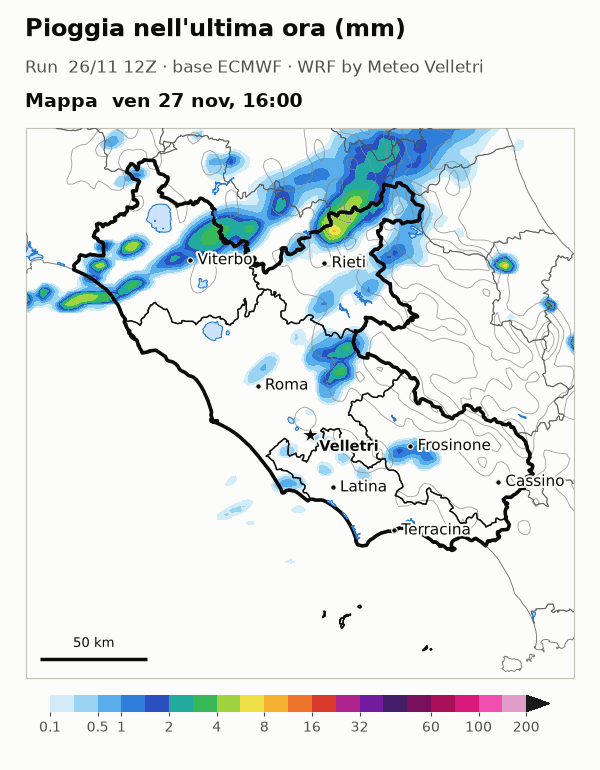 Pioggia nell'ultima ora (mm)
Run  26/11 12Z · base ECMWF · WRF by Meteo Velletri
Mappa  ven 27 nov, 16:00
Viterbo
Rieti
Roma
Velletri
Frosinone
Cassino
Latina
Terracina
50 km
0.1 0.5 1 2 4 8 16 32 60 100 200